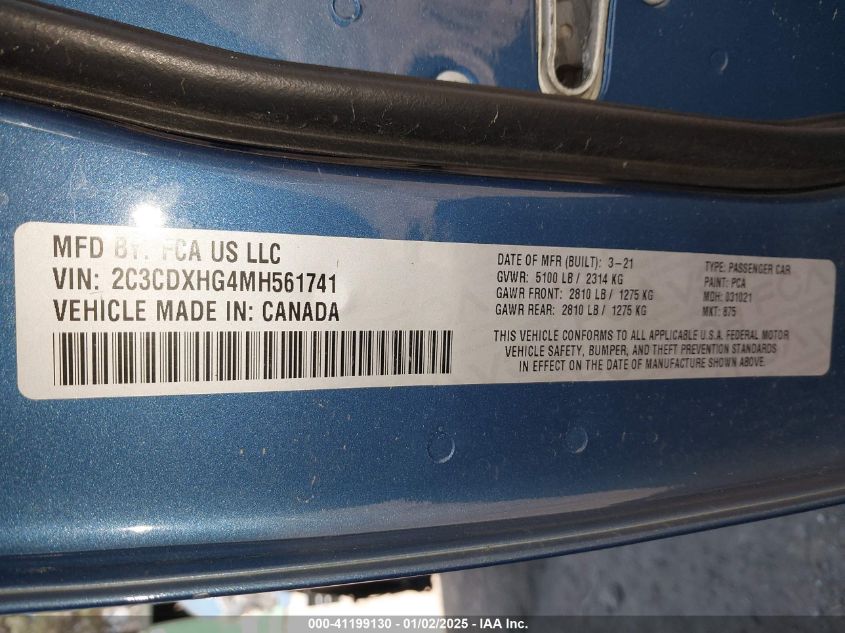 MFD BY: FCA US LLC
VIN: 2C3CDXHG4MH561741
VEHICLE MADE IN: CANADA
DATE OF MFR (BUILT): 3-21
GVWR: 5100 LB / 2314 KG
GAWR FRONT: 2810 LB / 1275 KG
GAWR REAR: 2810 LB / 1275 KG
TYPE: PASSENGER CAR
PAINT: PCA
MDH: 031021
MKT: 875
THIS VEHICLE CONFORMS TO ALL APPLICABLE U.S.A. FEDERAL MOTOR
VEHICLE SAFETY, BUMPER, AND THEFT PREVENTION STANDARDS
IN EFFECT ON THE DATE OF MANUFACTURE SHOWN ABOVE.
000-41199130 - 01/02/2025 - IAA Inc.